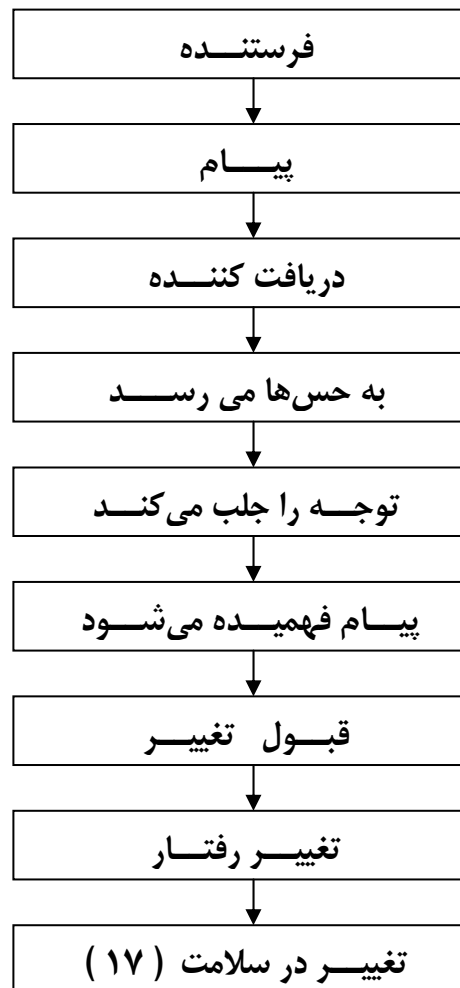 فرستنده
پیام
دریافت کننده
به حس‌ها می رسد
توجه را جلب می‌کند
پیام فهمیده می‌شود
قبول تغییر
تغییر رفتار
تغییر در سلامت ( ۱۷ )